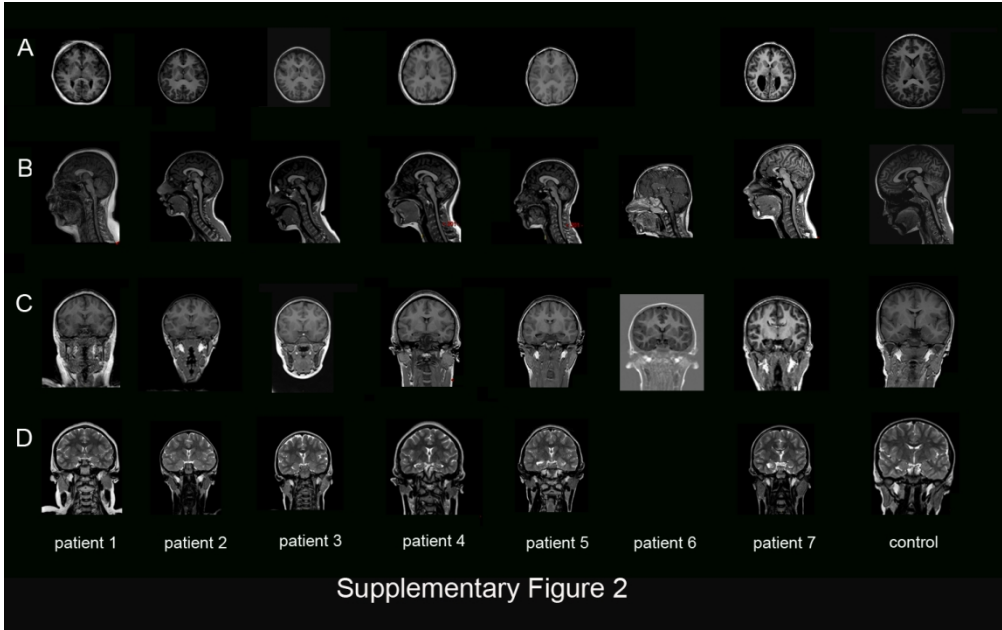 A
B
C
D
patient 1 patient 2 patient 3 patient 4 patient 5 patient 6 patient 7 control
Supplementary Figure 2